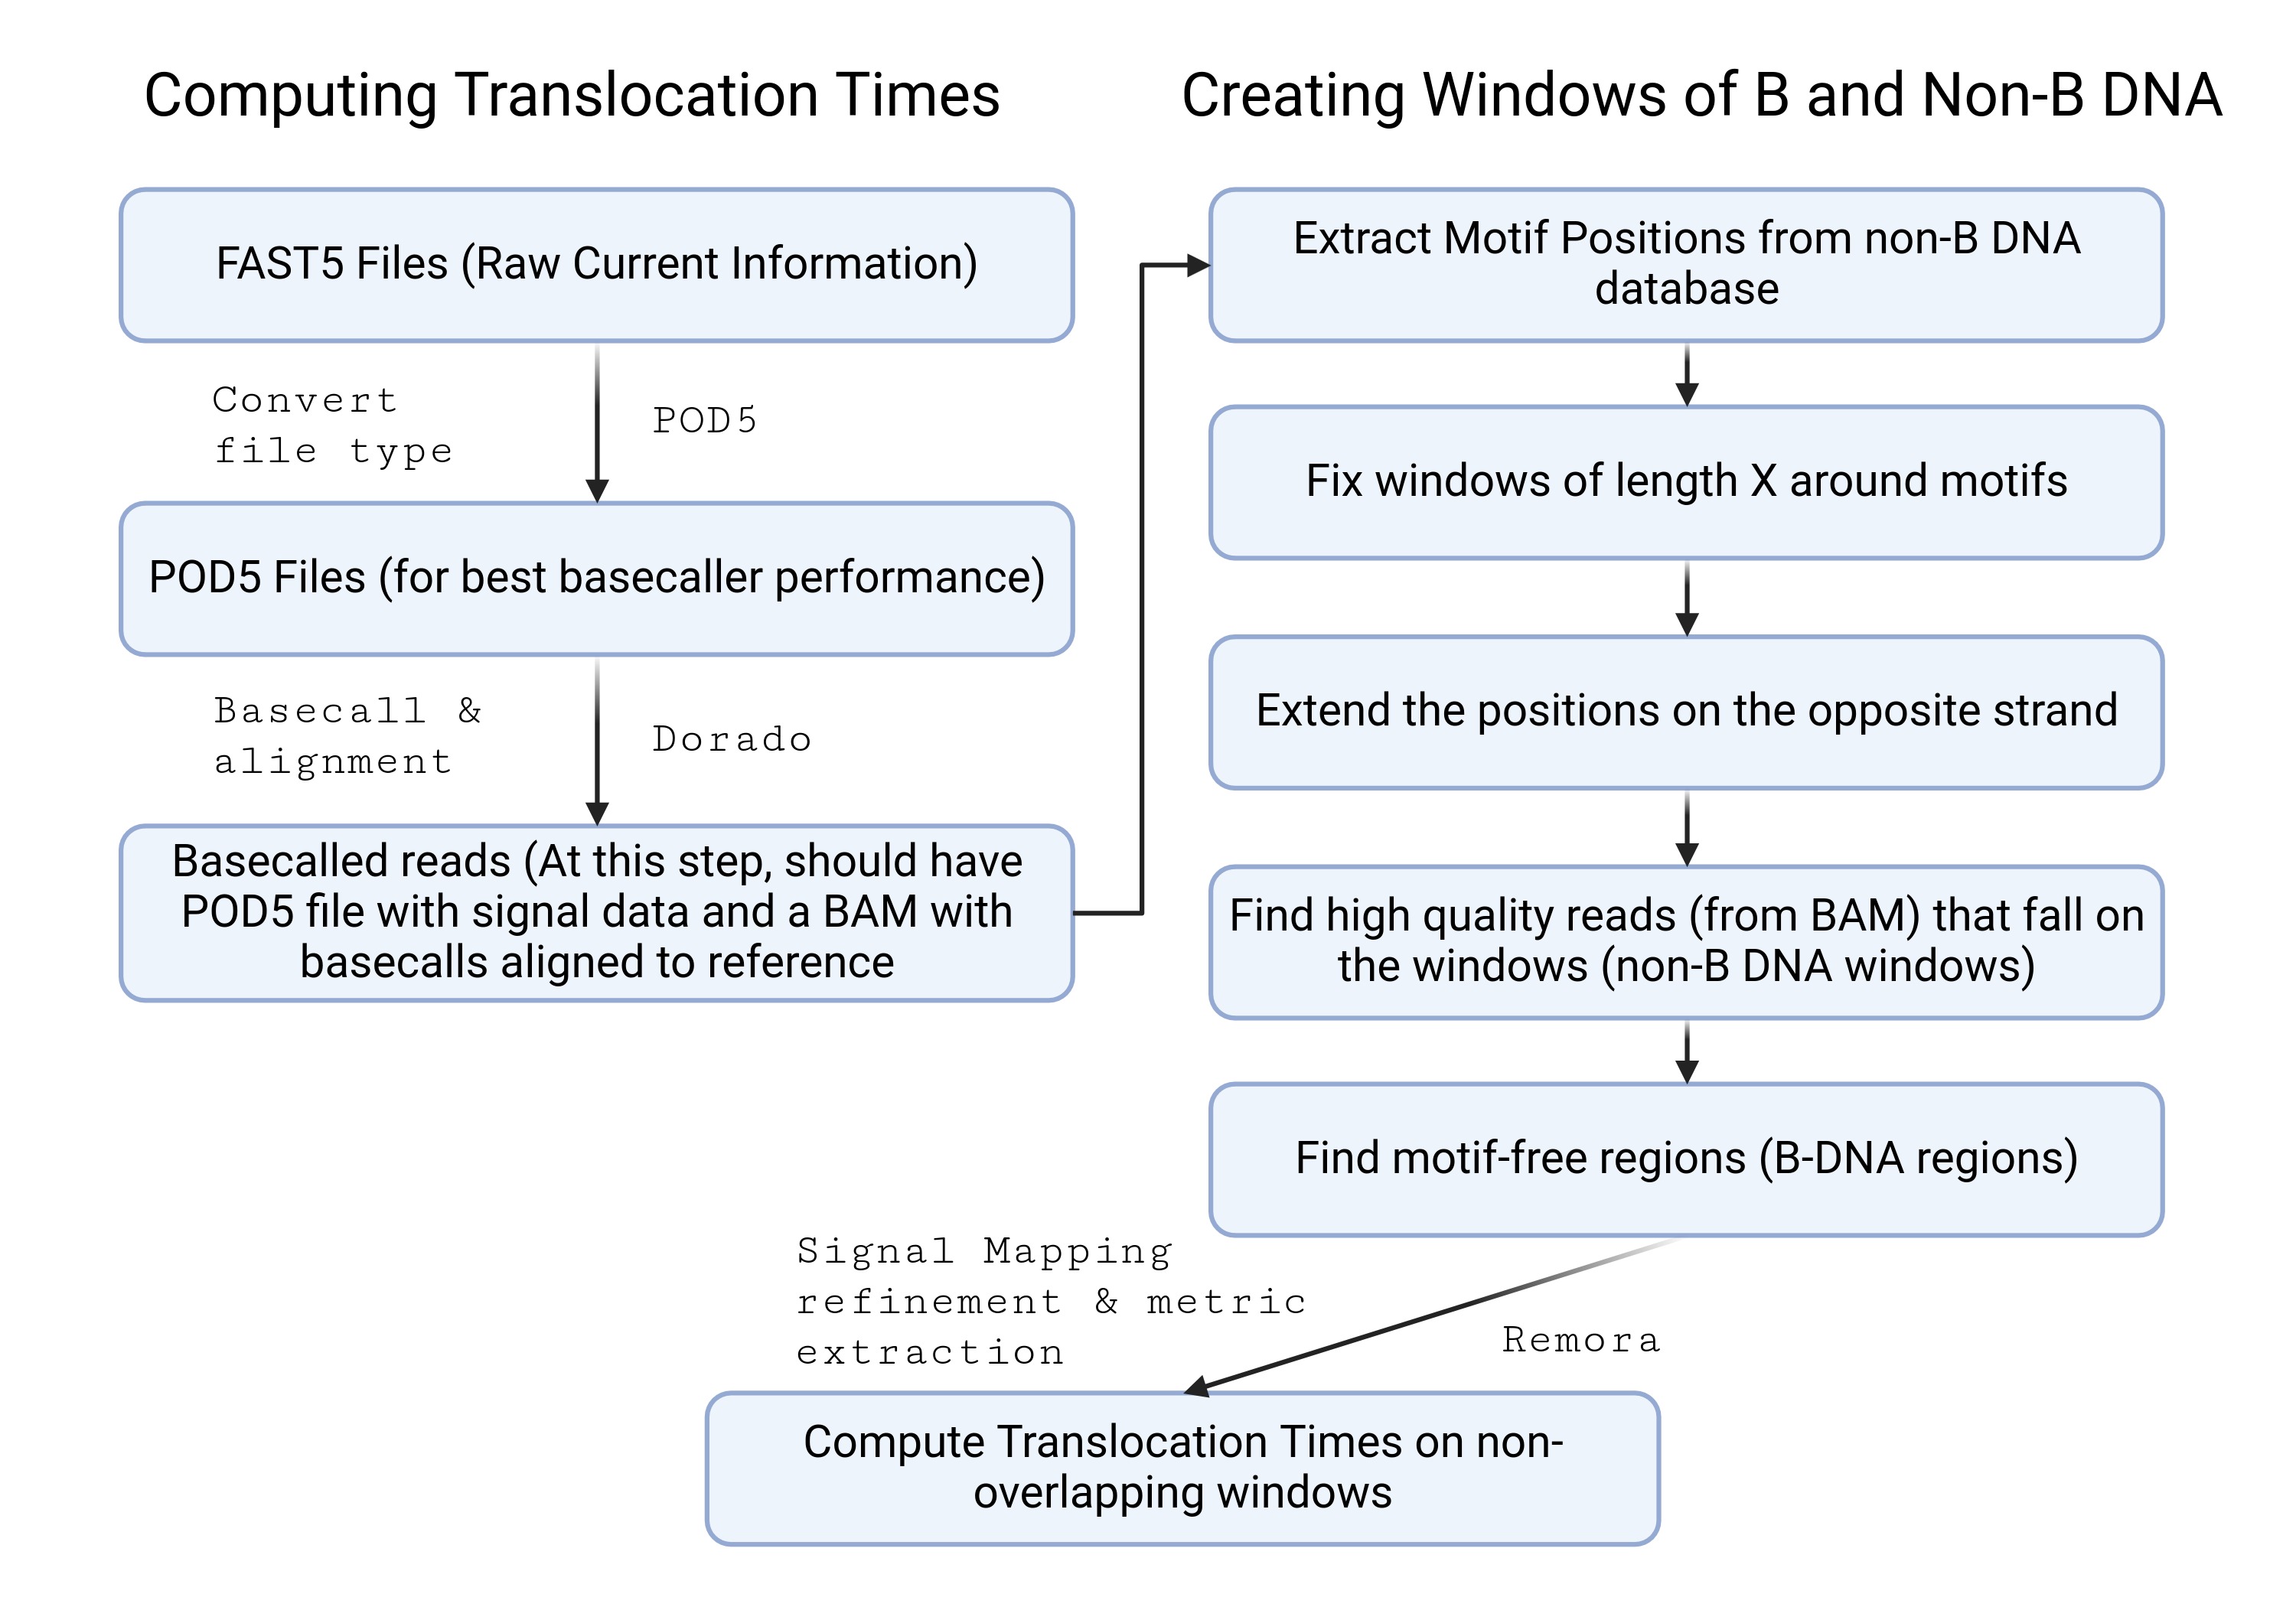 Computing Translocation Times
FAST5 Files (Raw Current Information)
Convert
file type
POD5
POD5 Files (for best basecaller performance)
Basecall &
alignment
Dorado
Basecalled reads (At this step, should have
POD5 file with signal data and a BAM with
basecalls aligned to reference
Creating Windows of B and Non-B DNA
Extract Motif Positions from non-B DNA
database
Fix windows of length X around motifs
Extend the positions on the opposite strand
Find high quality reads (from BAM) that fall on
the windows (non-B DNA windows)
Find motif-free regions (B-DNA regions)
Signal Mapping
refinement & metric
extraction
Remora
Compute Translocation Times on non-
overlapping windows